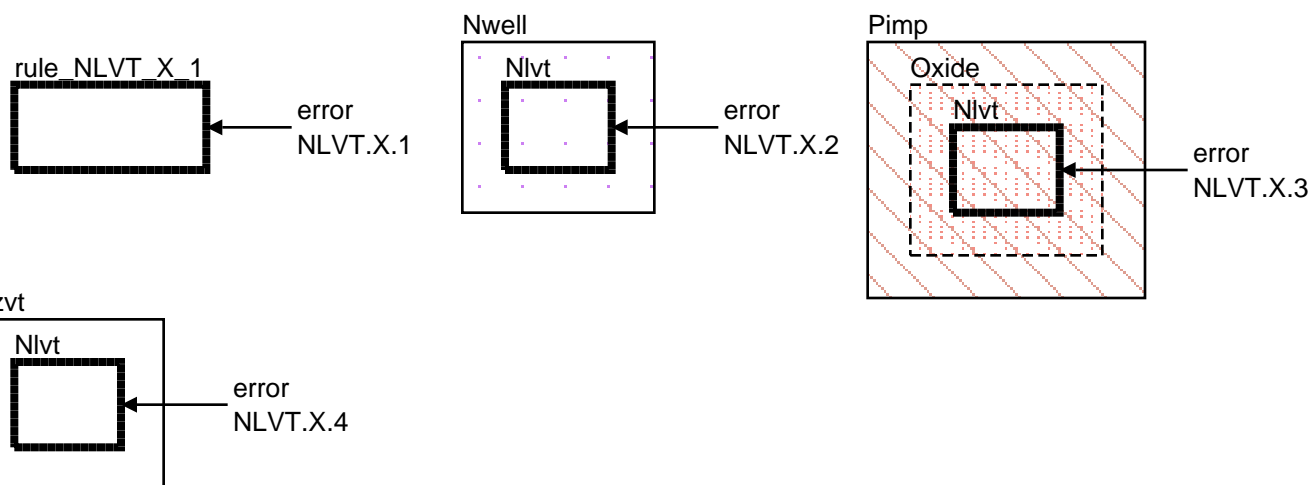 Nwell
Pimp
rule_NLVT_X_1
Nlvt
Oxide
error
NLVT.X.1
error
NLVT.X.2
Nlvt
error
NLVT.X.3
zvt
Nlvt
error
NLVT.X.4